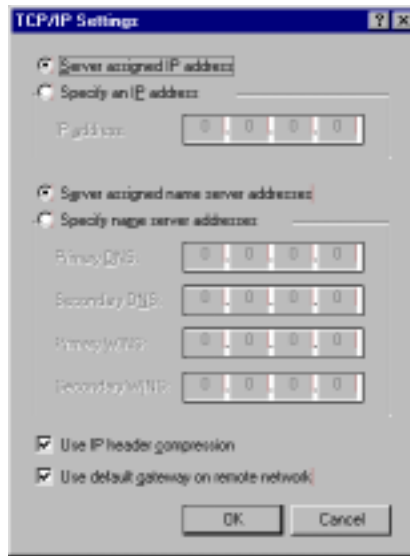 TCP/IP Settings ? x
Server assigned IP address
Specify an IP address
IP address: 0 . 0 . 0 . 0
Server assigned name server addresses
Specify name server addresses
Primary DNS: 0 . 0 . 0 . 0
Secondary DNS: 0 . 0 . 0 . 0
Primary WINS: 0 . 0 . 0 . 0
Secondary WINS: 0 . 0 . 0 . 0
Use IP header compression
Use default gateway on remote network
OK Cancel